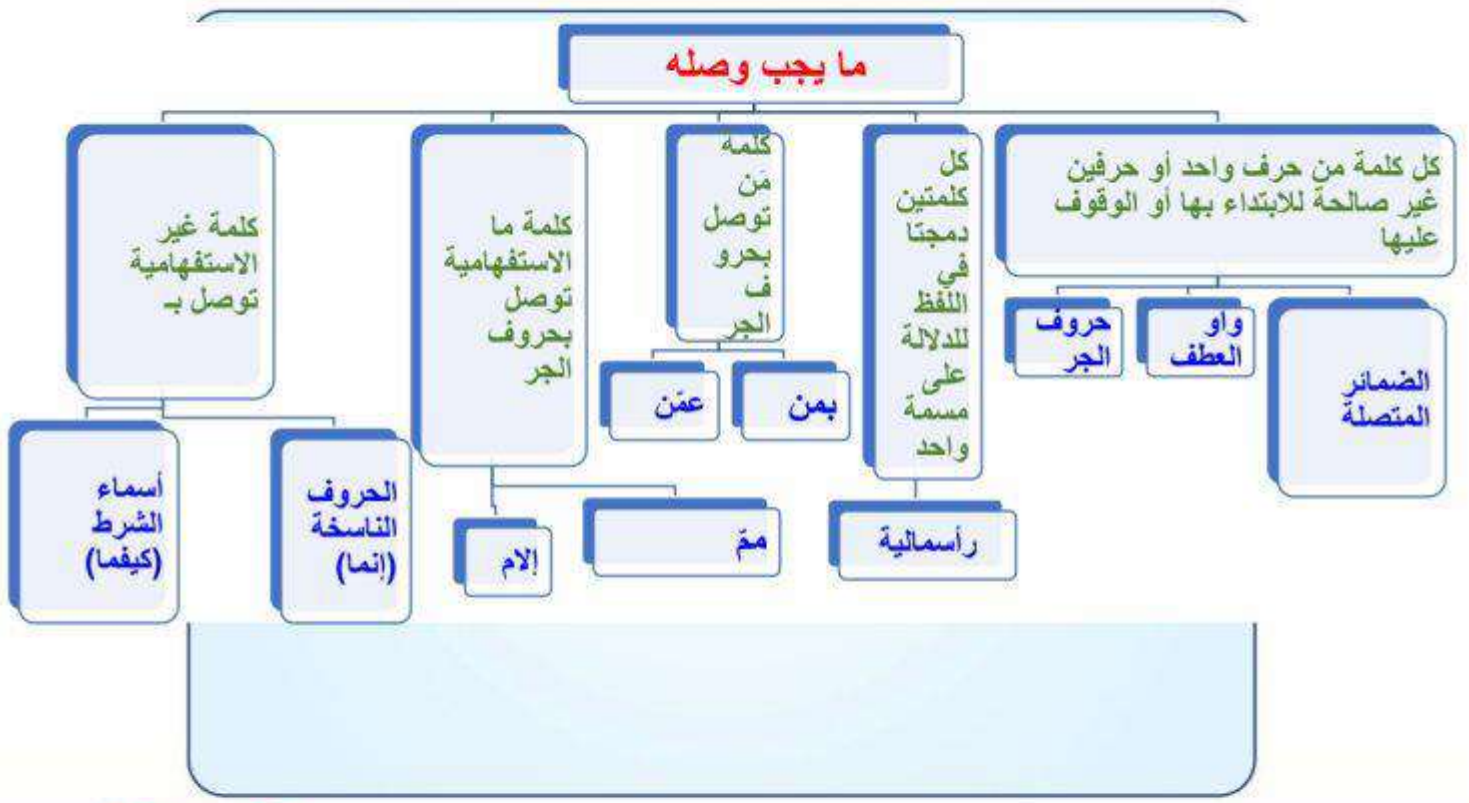 ما يجب وصله
كل كلمة من حرف واحد أو حرفين
غير صالحة للابتداء بها أو الوقوف
عليها
الضمائر
المتصلة
واو
العطف
حروف
الجر
كل
كلمتين
دمجتا
في
اللفظ
للدلالة
على
مسمة
واحد
رأسمالية
كلمة
مَن
توصل
بحرو
ف
الجر
بمن
عمّن
كلمة ما
الاستفهامية
توصل
بحروف
الجر
ممّ
إلام
كلمة غير
الاستفهامية
توصل بـ
الحروف
الناسخة
(إنما)
أسماء
الشرط
(كيفما)